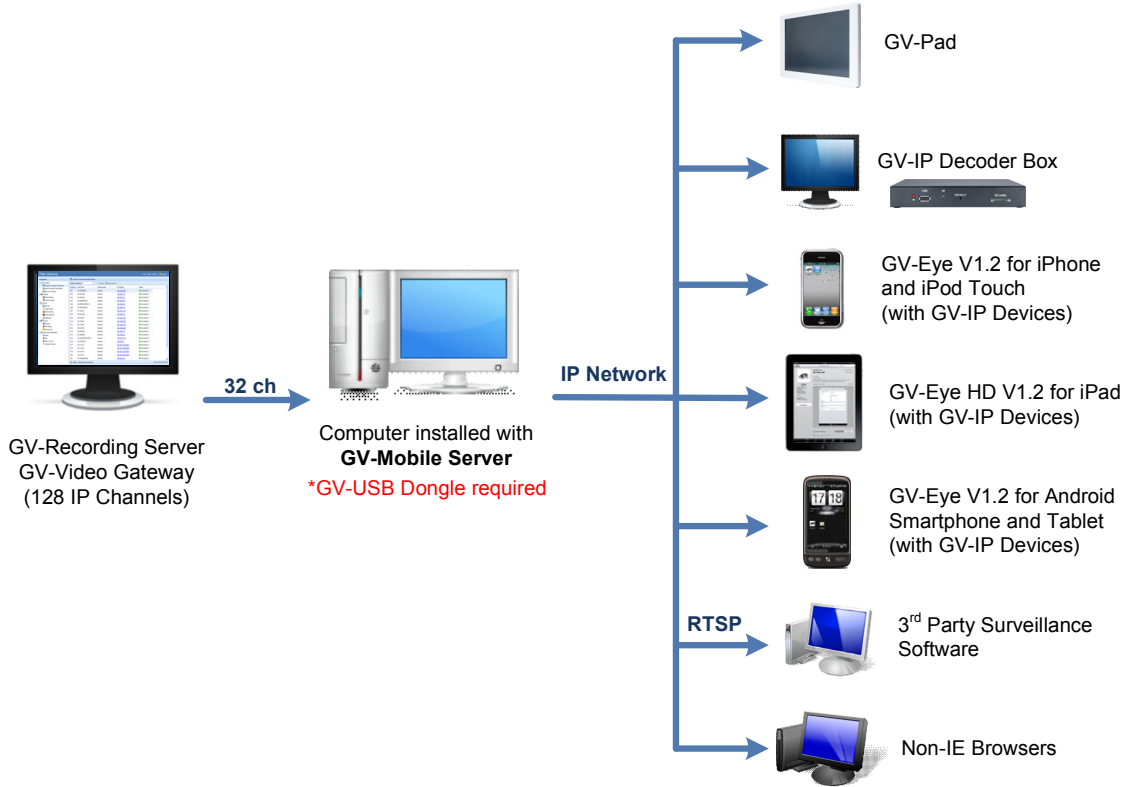 GV-Pad
GV-IP Decoder Box
GV-Eye V1.2 for iPhone
and iPod Touch
(with GV-IP Devices)
32 ch
IP Network
GV-Eye HD V1.2 for iPad
(with GV-IP Devices)
GV-Recording Server
GV-Video Gateway
(128 IP Channels)
Computer installed with
GV-Mobile Server
*GV-USB Dongle required
GV-Eye V1.2 for Android
Smartphone and Tablet
(with GV-IP Devices)
RTSP
3rd Party Surveillance
Software
Non-IE Browsers